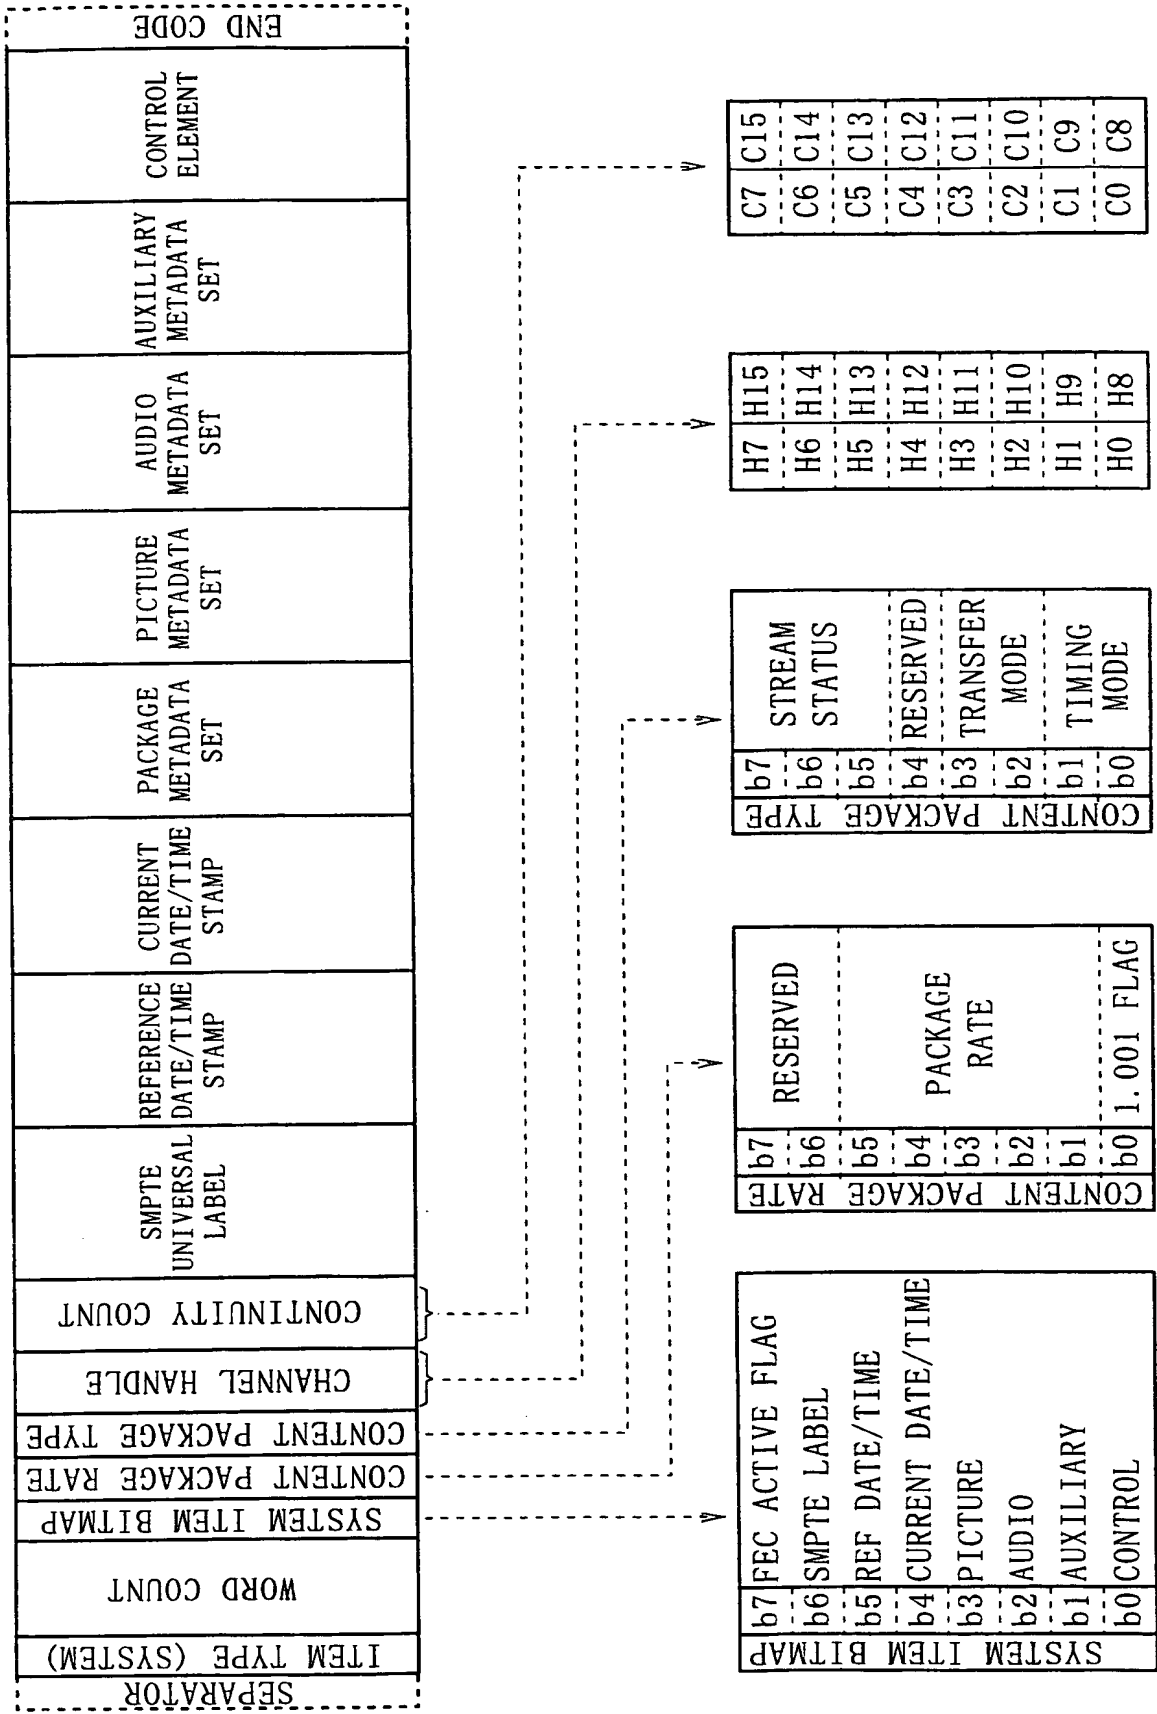 SEPARATOR
ITEM TYPE (SYSTEM)
WORD COUNT
SYSTEM ITEM BITMAP
CONTENT PACKAGE RATE
CONTENT PACKAGE TYPE
CHANNEL HANDLE
CONTINUITY COUNT
SMPTE
UNIVERSAL
LABEL
REFERENCE
DATE/TIME
STAMP
CURRENT
DATE/TIME
STAMP
PACKAGE
METADATA
SET
PICTURE
METADATA
SET
AUDIO
METADATA
SET
AUXILIARY
METADATA
SET
CONTROL
ELEMENT
END CODE
SYSTEM ITEM BITMAP
b7 FEC ACTIVE FLAG
b6 SMPTE LABEL
b5 REF DATE/TIME
b4 CURRENT DATE/TIME
b3 PICTURE
b2 AUDIO
b1 AUXILIARY
b0 CONTROL
CONTENT PACKAGE RATE
b7
b6
RESERVED
b5
b4
b3
b2
b1
PACKAGE
RATE
b0 1.001 FLAG
CONTENT PACKAGE TYPE
b7
b6
b5
STREAM
STATUS
b4 RESERVED
b3
b2
TRANSFER
MODE
b1
b0
TIMING
MODE
H7 H15
H6 H14
H5 H13
H4 H12
H3 H11
H2 H10
H1 H9
H0 H8
C7 C15
C6 C14
C5 C13
C4 C12
C3 C11
C2 C10
C1 C9
C0 C8